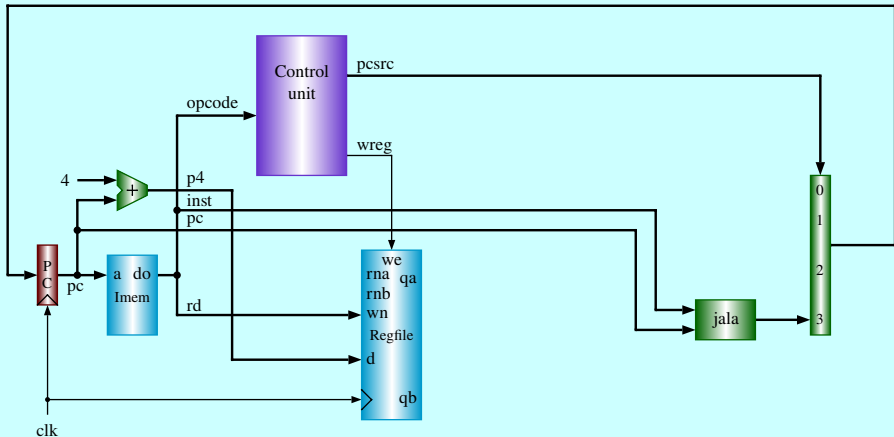 Control
unit
pcsrc
opcode
wreg
4
+
p4
inst
pc
0
1
2
3
P
C
pc
a do
Imem
rd
we
rna
qa
rnb
wn
Regfile
d
qb
jala
clk